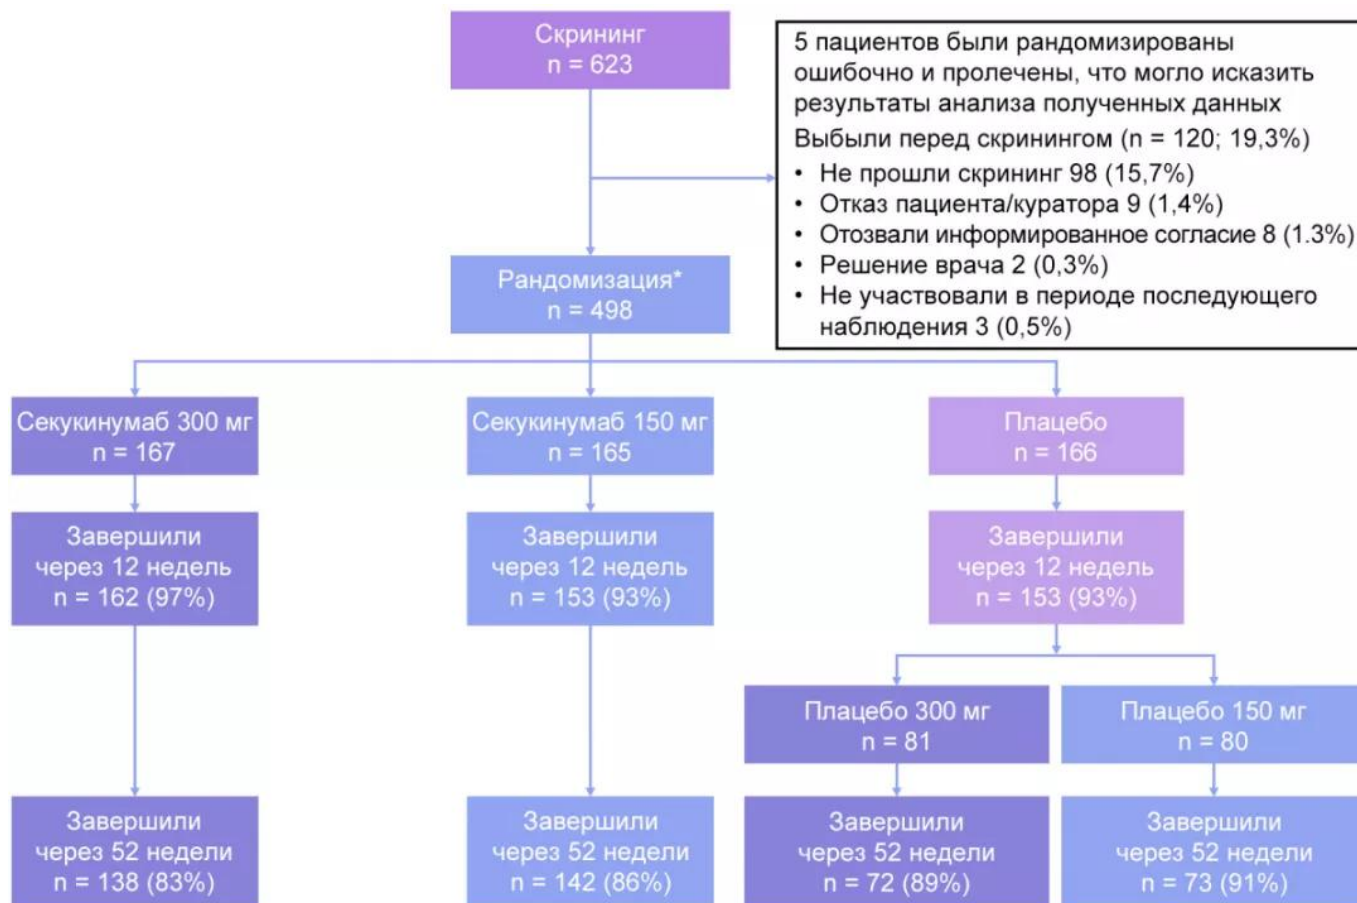 Скрининг
n = 623
5 пациентов были рандомизированы
ошибочно и пролечены, что могло исказить
результаты анализа полученных данных
Выбыли перед скринингом (n = 120; 19,3%)
• Не прошли скрининг 98 (15,7%)
• Отказ пациента/куратора 9 (1,4%)
• Отозвали информированное согласие 8 (1.3%)
• Решение врача 2 (0,3%)
• Не участвовали в периоде последующего
наблюдения 3 (0,5%)
Рандомизация*
n = 498
Секукинумаб 300 мг
n = 167
Секукинумаб 150 мг
n = 165
Плацебо
n = 166
Завершили
через 12 недель
n = 162 (97%)
Завершили
через 12 недель
n = 153 (93%)
Завершили
через 12 недель
n = 153 (93%)
Плацебо 300 мг
n = 81
Плацебо 150 мг
n = 80
Завершили
через 52 недели
n = 138 (83%)
Завершили
через 52 недели
n = 142 (86%)
Завершили
через 52 недели
n = 72 (89%)
Завершили
через 52 недели
n = 73 (91%)